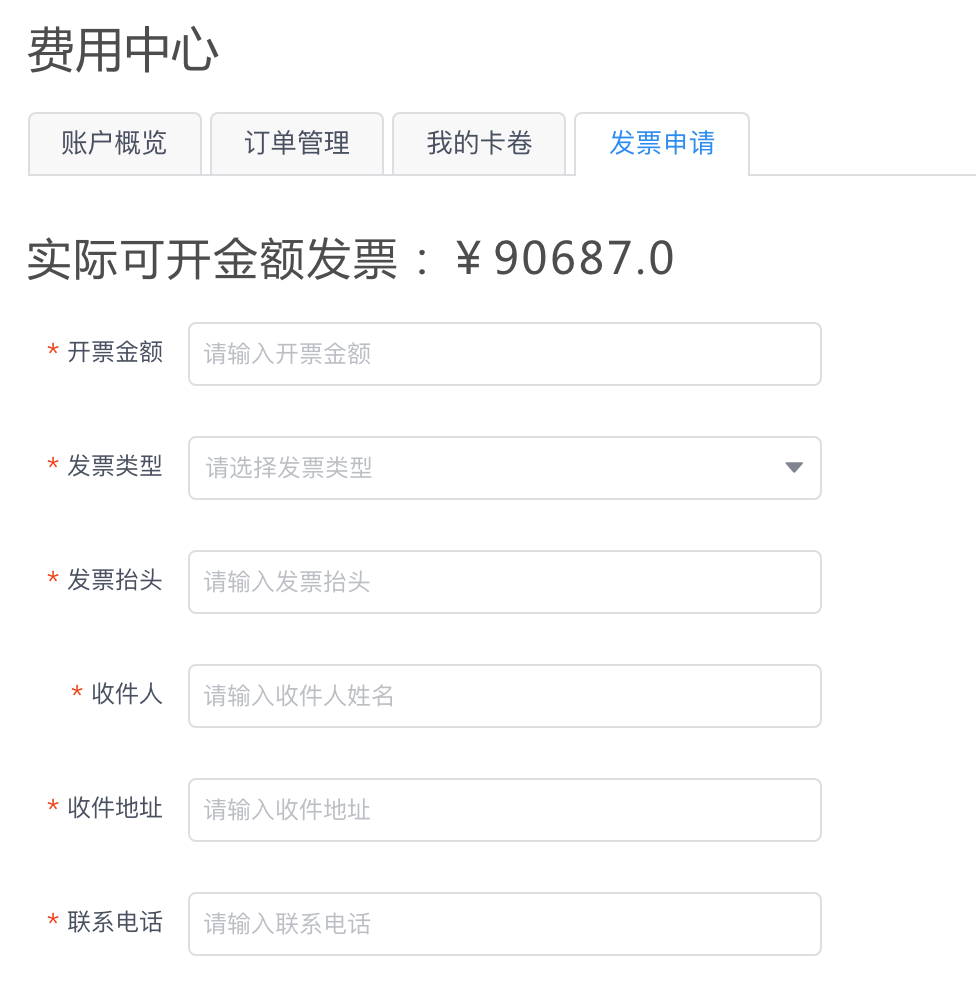 费用中心
账户概览 订单管理 我的卡卷 发票申请
实际可开金额发票：￥90687.0
* 开票金额 请输入开票金额
* 发票类型 请选择发票类型
* 发票抬头 请输入发票抬头
* 收件人 请输入收件人姓名
* 收件地址 请输入收件地址
* 联系电话 请输入联系电话